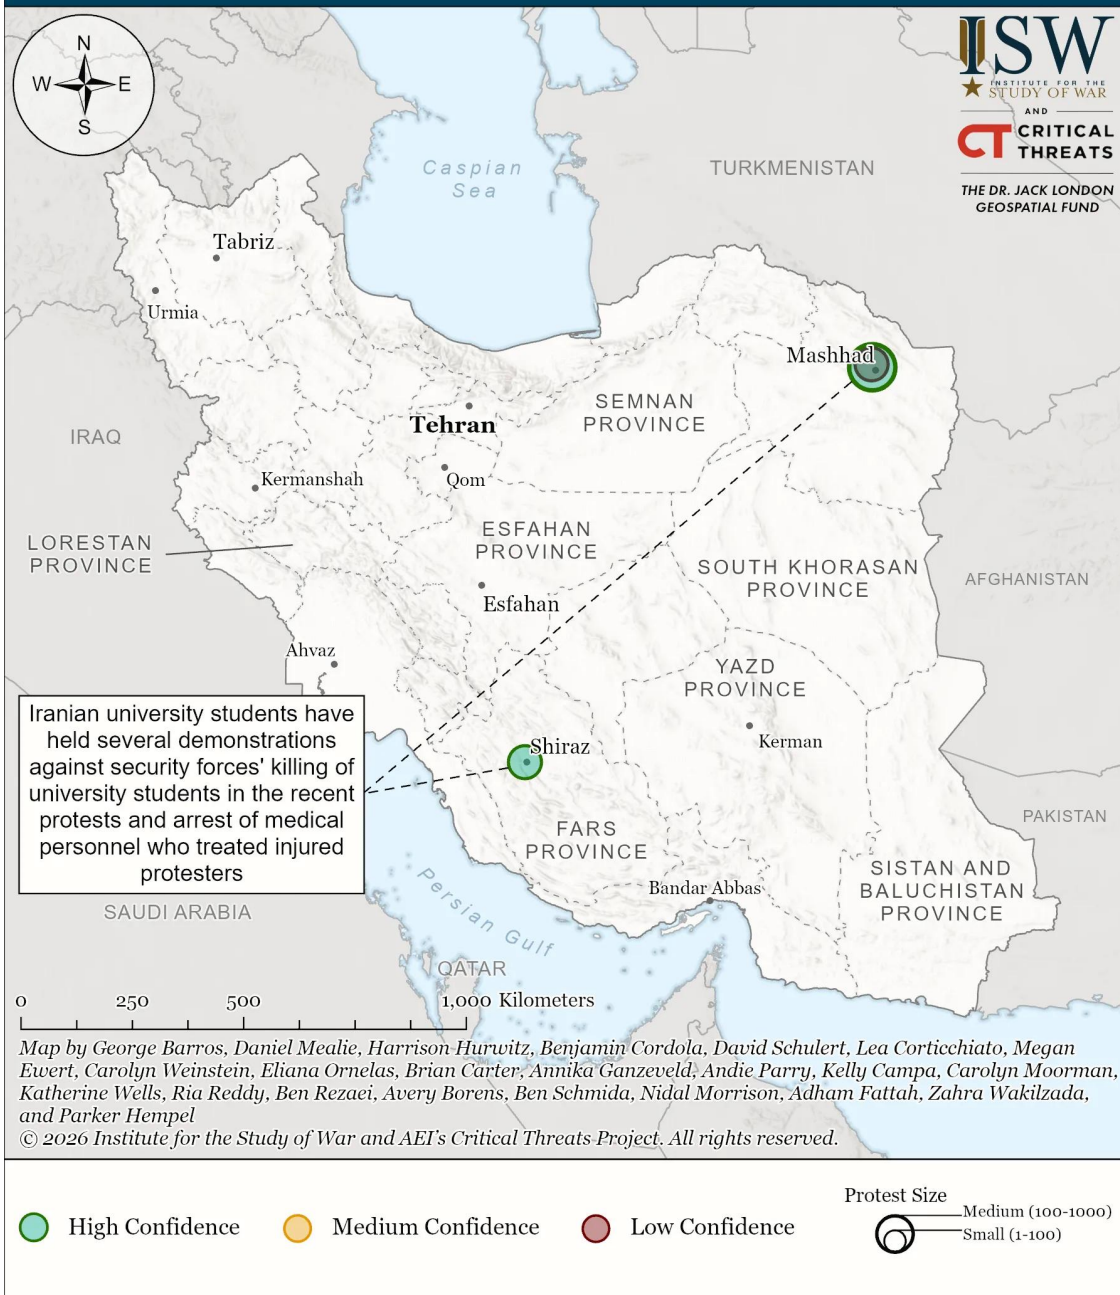 N
W
E
S
ISW
INSTITUTE FOR THE
STUDY OF WAR
AND
CT CRITICAL
THREATS
THE DR. JACK LONDON
GEOSPATIAL FUND
Caspian
Sea
TURKMENISTAN
Tabriz
Urmia
Mashhad
SEMNAN
PROVINCE
Tehran
IRAQ
Qom
Kermanshah
ESFAHAN
PROVINCE
LORESTAN
PROVINCE
SOUTH KHORASAN
PROVINCE
AFGHANISTAN
Esfahan
Ahvaz
YAZD
PROVINCE
Kerman
Iranian university students have
held several demonstrations
against security forces' killing of
university students in the recent
protests and arrest of medical
personnel who treated injured
protesters
Shiraz
PAKISTAN
FARS
PROVINCE
SISTAN AND
BALUCHISTAN
PROVINCE
Bandar Abbas
SAUDI ARABIA
Persian Gulf
QATAR
0 250 500 1,000 Kilometers
Map by George Barros, Daniel Mealie, Harrison Hurwitz, Benjamin Cordola, David Schulert, Lea Corticchiato, Megan
Ewert, Carolyn Weinstein, Eliana Ornelas, Brian Carter, Annika Ganzeveld, Andie Parry, Kelly Campa, Carolyn Moorman,
Katherine Wells, Ria Reddy, Ben Rezaei, Avery Borens, Ben Schmida, Nidal Morrison, Adham Fattah, Zahra Wakilzada,
and Parker Hempel
© 2026 Institute for the Study of War and AEI's Critical Threats Project. All rights reserved.
High Confidence
Medium Confidence
Low Confidence
Protest Size
Medium (100-1000)
Small (1-100)